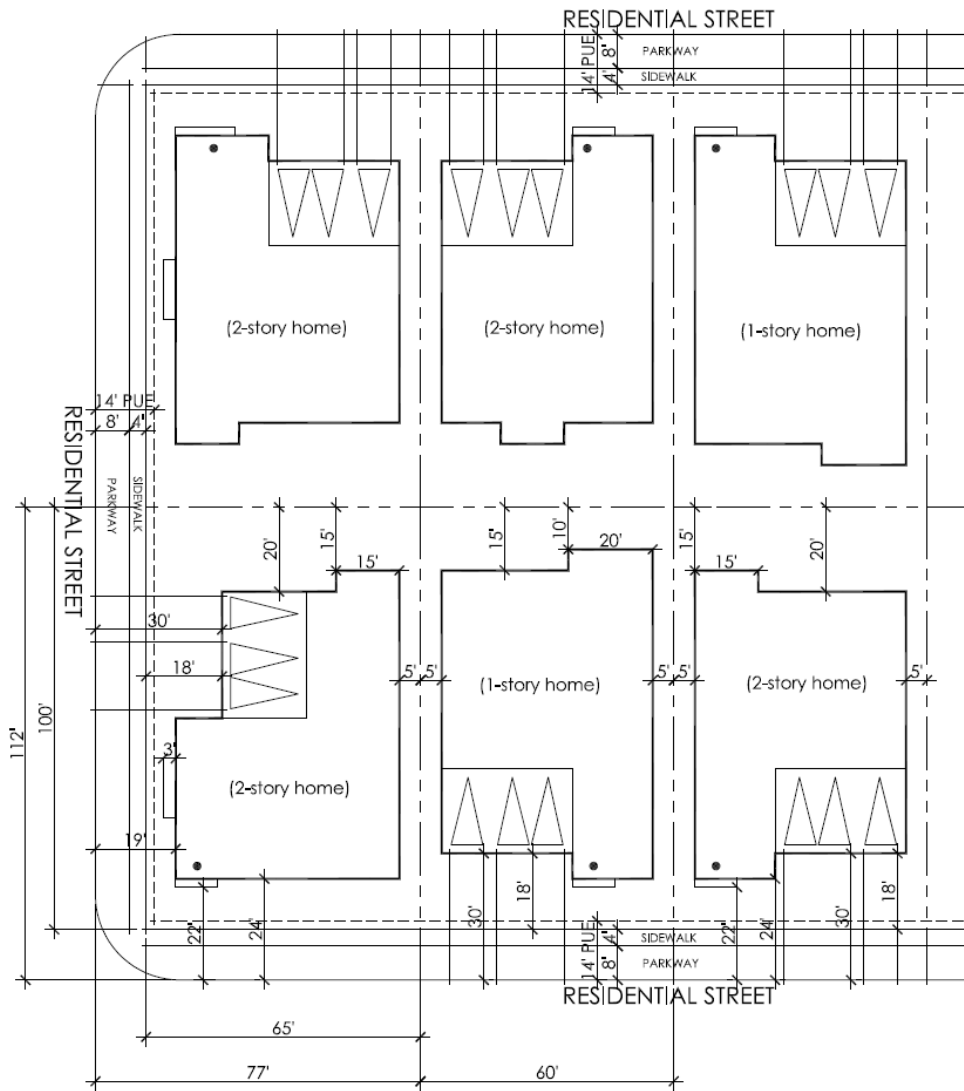 RESIDENTIAL STREET
14' PUE
8'
PARKWAY
4'
SIDEWALK
(2-story home)
(2-story home)
(1-story home)
14' PUE
8'
4'
RESIDENTIAL STREET
PARKWAY
SIDEWALK
20'
15'
15'
15'
10'
20'
15'
15'
20'
30'
18'
5'
5'
5'
5'
5'
(1-story home)
(2-story home)
112'
100'
3'
(2-story home)
19'
22'
24'
30'
18'
14' PUE
4'
SIDEWALK
8'
PARKWAY
22'
24'
30'
18'
RESIDENTIAL STREET
65'
77'
60'